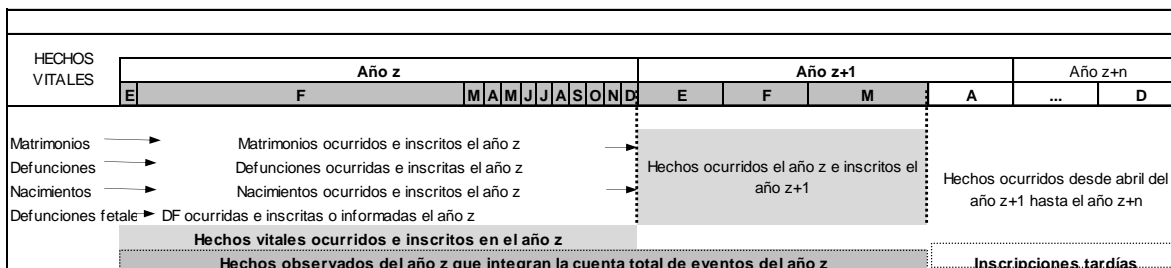 HECHOS
VITALES
Año z Año z+1 Año z+n
E F M A M J J A S O N D E F M A ... D
Matrimonios Matrimonios ocurridos e inscritos el año z
Defunciones Defunciones ocurridas e inscritas el año z
Nacimientos Nacimientos ocurridos e inscritos el año z
Defunciones fetale DF ocurridas e inscritas o informadas el año z
Hechos ocurridos el año z e inscritos el
año z+1
Hechos ocurridos desde abril del
año z+1 hasta el año z+n
Hechos vitales ocurridos e inscritos en el año z
Hechos observados del año z que integran la cuenta total de eventos del año z
Inscripciones tardías